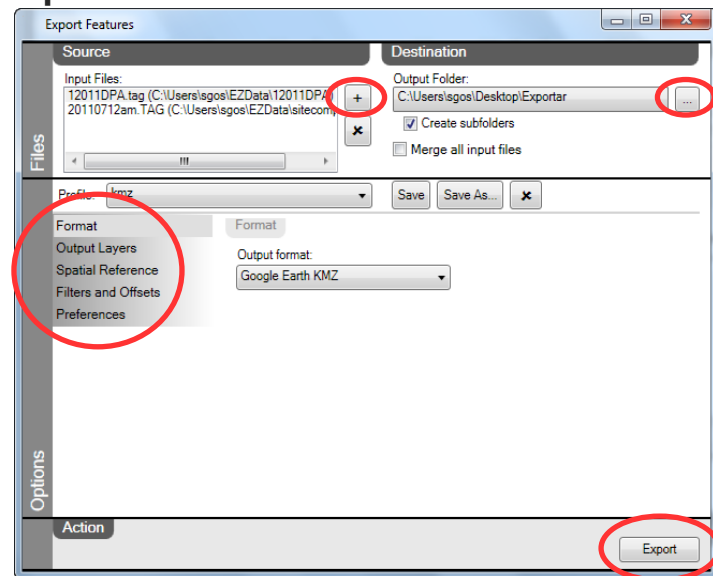 Export Features
Source
Destination
Input Files:
12011DPA.tag (C:\Users\sgos\EZData\12011DPA
20110712am.TAG (C:\Users\sgos\EZData\sitecom
+
Output Folder:
C:\Users\sgos\Desktop\Exportar
...
Create subfolders
Merge all input files
Files
Profile: kmz
Save
Save As...
Format
Output Layers
Spatial Reference
Filters and Offsets
Preferences
Format
Output format:
Google Earth KMZ
Options
Action
Export